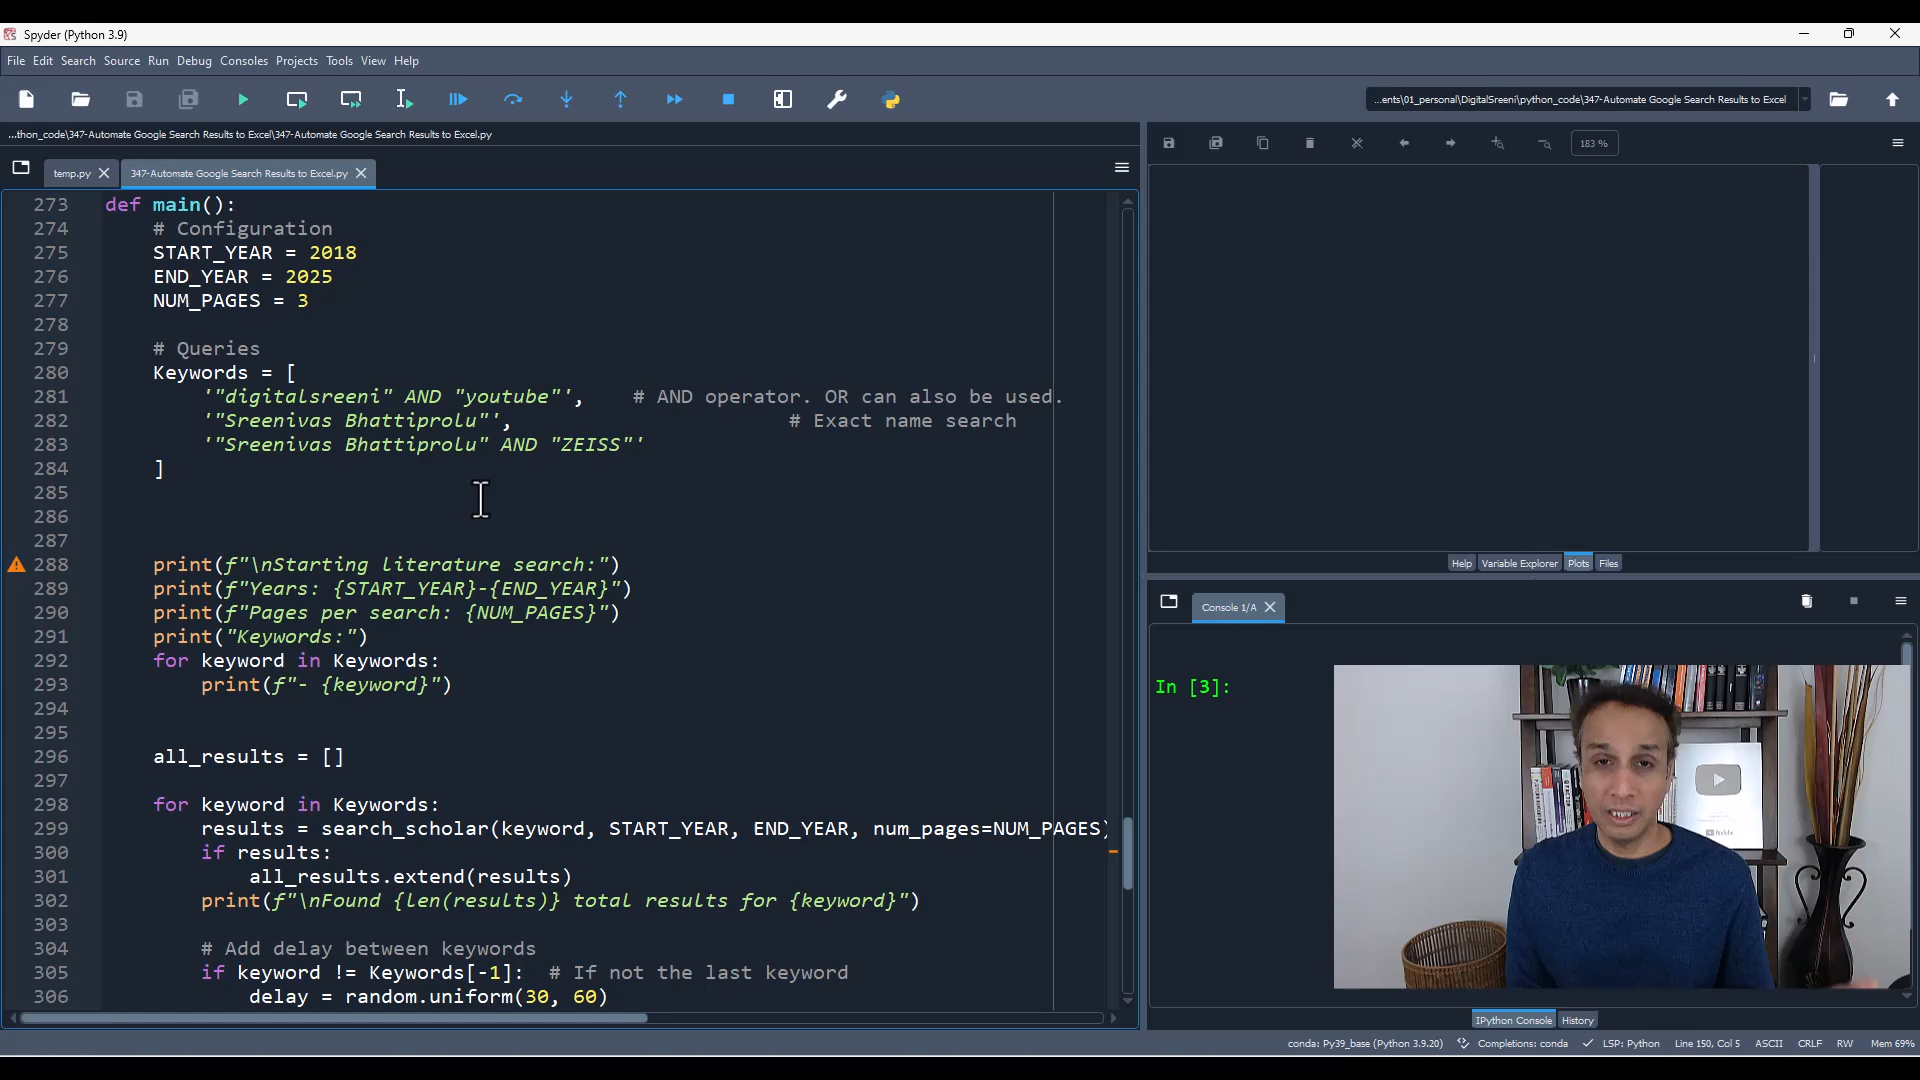 Spyder (Python 3.9)
File Edit Search Source Run Debug Consoles Projects Tools View Help
...ents\01_personal\DigitalSreeni\python_code\347-Automate Google Search Results to Excel
...thon_code\347-Automate Google Search Results to Excel\347-Automate Google Search Results to Excel.py
temp.py
347-Automate Google Search Results to Excel.py
183 %
273 def main():
274     # Configuration
275     START_YEAR = 2018
276     END_YEAR = 2025
277     NUM_PAGES = 3
278
279     # Queries
280     Keywords = [
281         '"digitalsreeni" AND "youtube"',    # AND operator. OR can also be used.
282         '"Sreenivas Bhattiprolu"',                       # Exact name search
283         '"Sreenivas Bhattiprolu" AND "ZEISS"'
284     ]
285
286
287
288     print(f"\nStarting literature search:")
289     print(f"Years: {START_YEAR}-{END_YEAR}")
290     print(f"Pages per search: {NUM_PAGES}")
291     print("Keywords:")
292     for keyword in Keywords:
293         print(f"- {keyword}")
294
295
296     all_results = []
297
298     for keyword in Keywords:
299         results = search_scholar(keyword, START_YEAR, END_YEAR, num_pages=NUM_PAGES)
300         if results:
301             all_results.extend(results)
302         print(f"\nFound {len(results)} total results for {keyword}")
303
304         # Add delay between keywords
305         if keyword != Keywords[-1]:  # If not the last keyword
306             delay = random.uniform(30, 60)
Help Variable Explorer Plots Files
Console 1/A
In [3]:
YouTube
IPython Console History
conda: Py39_base (Python 3.9.20) Completions: conda LSP: Python Line 150, Col 5 ASCII CRLF RW Mem 69%